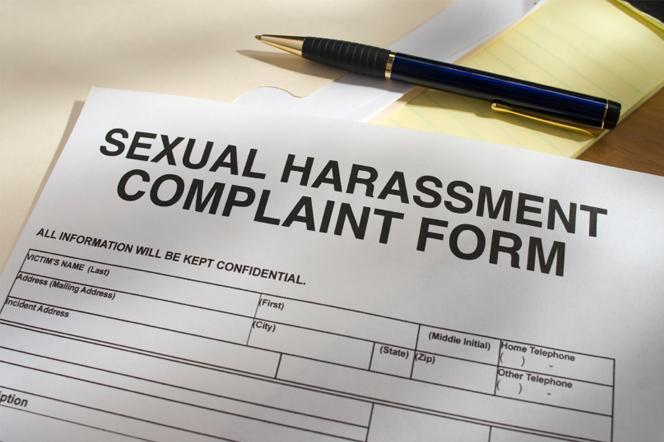 SEXUAL HARASSMENT
COMPLAINT FORM
ALL INFORMATION WILL BE KEPT CONFIDENTIAL.
VICTIM'S NAME (Last)
(First)
(Middle Initial)
Home Telephone
( ) -
Address (Mailing Address)
(City)
(State)
(Zip)
Other Telephone
( ) -
Incident Address